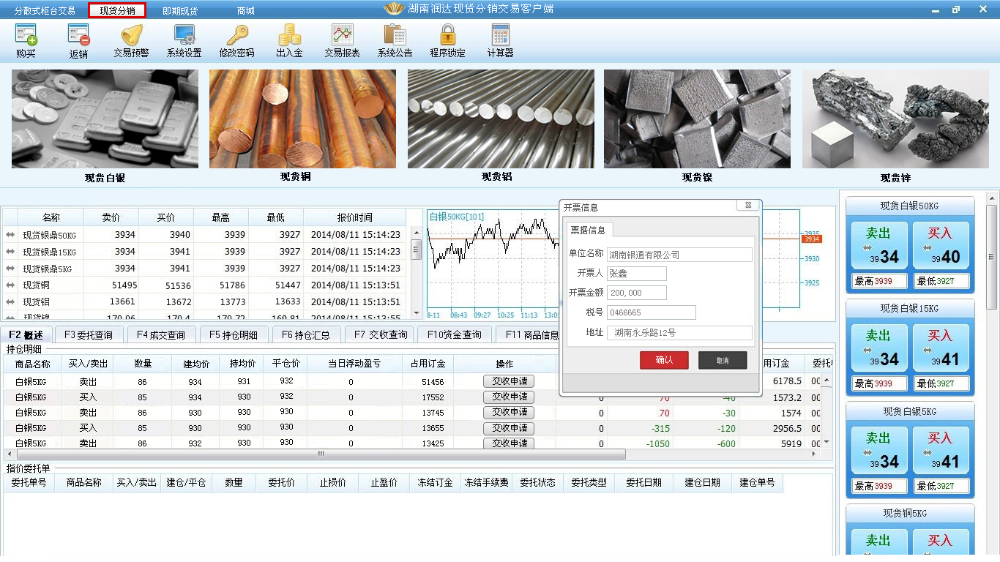 分散式柜台交易 现货分销 即期现货 商城 湖南润达现货分销交易客户端
购买 返销 交易预警 系统设置 修改密码 出入金 交易报表 系统公告 程序锁定 计算器
现货白银 现货铜 现货铝 现货镍 现货锌
名称 卖价 买价 最高 最低 报价时间
现货银鼎50KG 3934 3940 3939 3927 2014/08/11 15:14:23
现货银鼎15KG 3934 3941 3939 3927 2014/08/11 15:14:23
现货银鼎5KG 3934 3941 3939 3927 2014/08/11 15:14:23
现货铜 51495 51536 51786 51447 2014/08/11 15:13:51
现货铝 13661 13672 13773 13633 2014/08/11 15:13:51
现货镍 170.06 170.4 170.72 169.81 2014/08/11 15:13:55
白银50KG[101]
3935
3934
3930
3925
8-11 08:43 09:27 10:25 11:13 13:01
开票信息
票据信息
单位名称 湖南银通有限公司
开票人 张鑫
开票金额 200,000
税号 0466665
地址 湖南永乐路12号
确认 取消
F2 概述 F3 委托查询 F4 成交查询 F5 持仓明细 F6 持仓汇总 F7 交收查询 F10资金查询 F11 商品信息
持仓明细
商品名称 买入/卖出 数量 建均价 持均价 平仓价 当日浮动盈亏 占用订金 操作 用订金 委托
白银5KG 卖出 86 934 931 932 0 51456 交收申请 6178.5 00
白银5KG 买入 85 934 930 932 0 17552 交收申请 0 70 -40 1573.2 00
白银5KG 卖出 86 930 930 930 0 13745 交收申请 0 70 -30 1574 00
白银5KG 买入 85 930 930 930 0 13655 交收申请 0 -315 -120 2956.5 00
白银5KG 卖出 86 932 930 930 0 13425 交收申请 0 -1050 -600 5919 00
指价委托单
委托单号 商品名称 买入/卖出 建仓/平仓 数量 委托价 止损价 止盈价 冻结订金 冻结手续费 委托状态 委托类型 委托日期 建仓日期 建仓单号
现货白银50KG
卖出 买入
3934 3940
最高3939 最低3927
现货白银15KG
卖出 买入
3934 3941
最高3939 最低3927
现货白银5KG
卖出 买入
3934 3941
最高3939 最低3927
现货铜5KG
卖出 买入